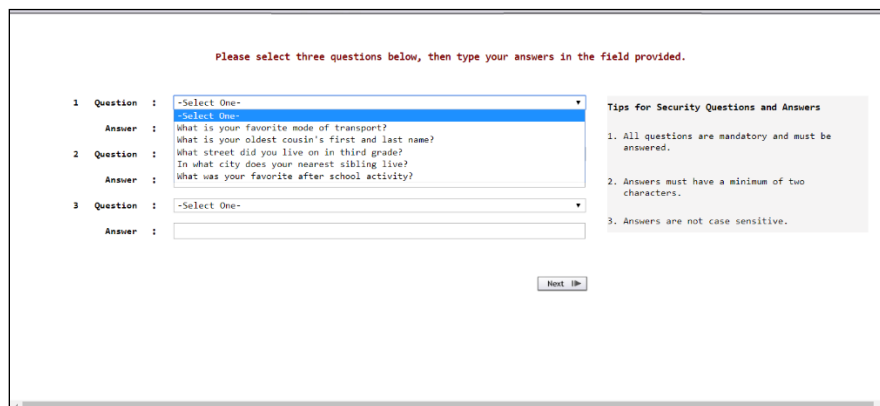 Please select three questions below, then type your answers in the field provided.
1 Question : -Select One-
-Select One-
Answer : What is your favorite mode of transport?
What is your oldest cousin's first and last name?
2 Question : What street did you live on in third grade?
In what city does your nearest sibling live?
Answer : What was your favorite after school activity?
3 Question : -Select One-
Answer :
Next
Tips for Security Questions and Answers
1. All questions are mandatory and must be
answered.
2. Answers must have a minimum of two
characters.
3. Answers are not case sensitive.